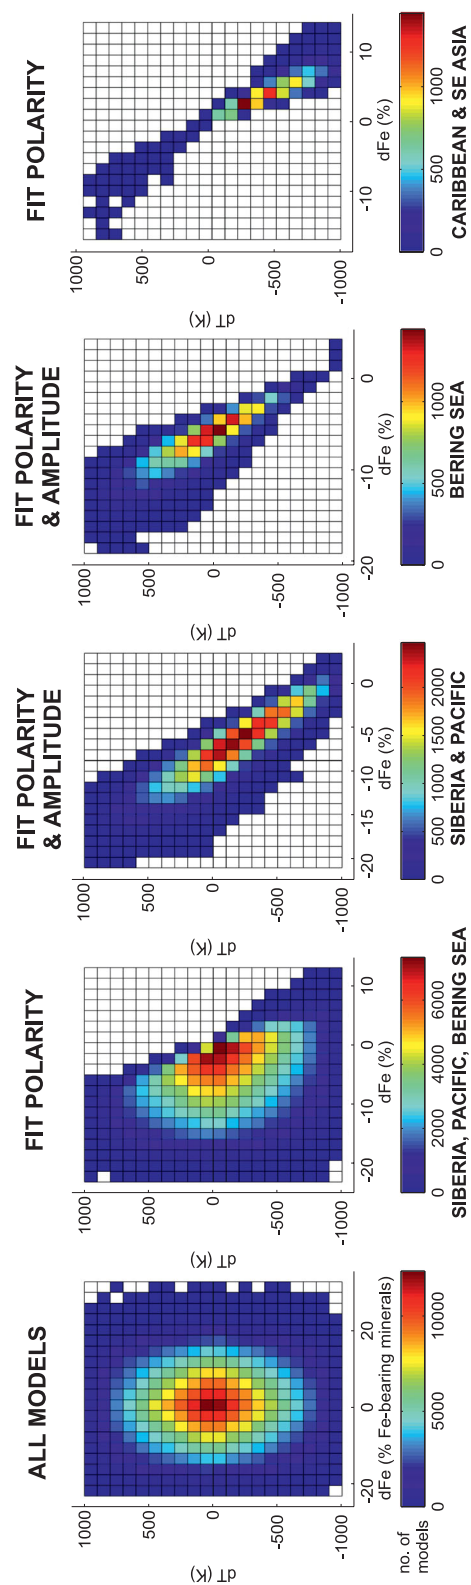 ALL MODELS
1000
500
0
-500
-1000
dT (K)
-20
0
20
dFe (% Fe-bearing minerals)
no. of
models
0
5000
10000
FIT POLARITY
1000
500
0
-500
-1000
dT (K)
-20
-10
0
10
dFe (%)
0
2000
4000
6000
SIBERIA, PACIFIC, BERING SEA
FIT POLARITY
& AMPLITUDE
1000
500
0
-500
-1000
dT (K)
-20
-15
-10
-5
0
dFe (%)
0
500
1000
2000
SIBERIA & PACIFIC
FIT POLARITY
& AMPLITUDE
1000
500
0
-500
-1000
dT (K)
-20
-10
0
dFe (%)
0
500
1000
BERING SEA
FIT POLARITY
1000
500
0
-500
-1000
dT (K)
-10
0
10
dFe (%)
0
500
1000
CARIBBEAN & SE ASIA